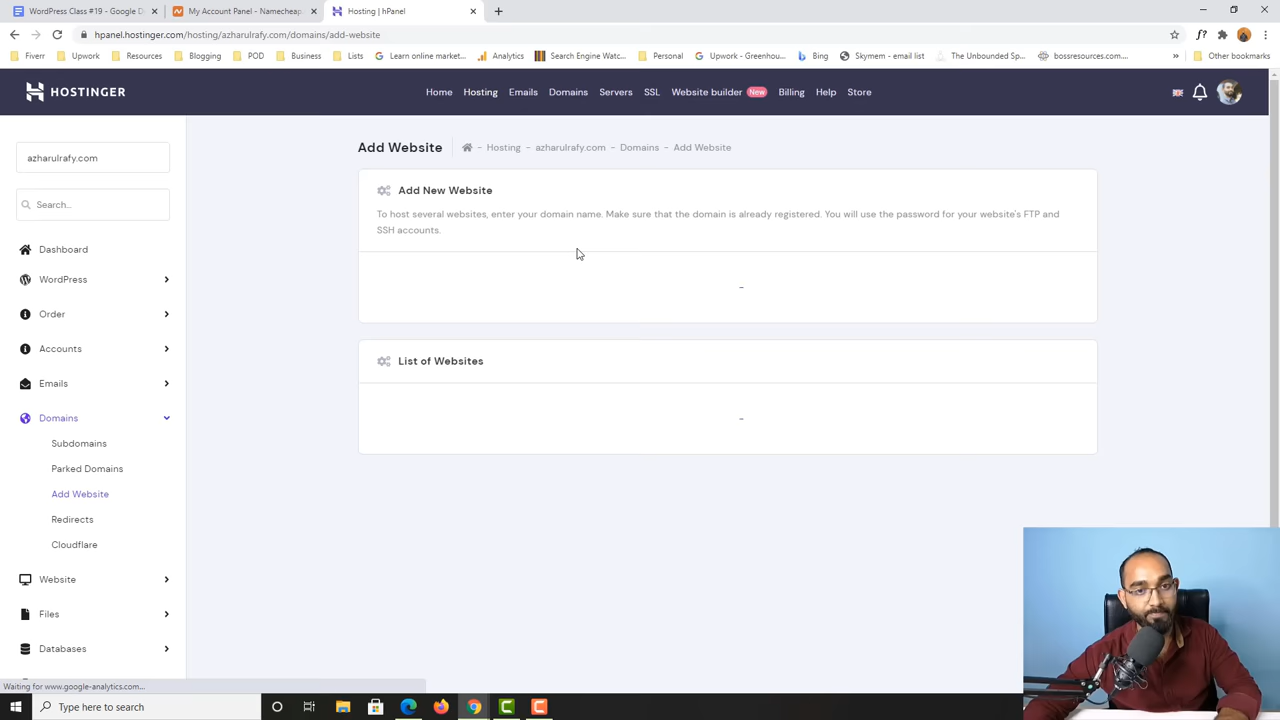 WordPress Class #19 - Google D
My Account Panel - Namecheap
Hosting | hPanel
hpanel.hostinger.com/hosting/azharulrafy.com/domains/add-website
Fiverr
Upwork
Resources
Blogging
POD
Business
Lists
Learn online market...
Analytics
Search Engine Watc...
Personal
Upwork - Greenhou...
Bing
Skymem - email list
The Unbounded Sp...
bossresources.com...
»
Other bookmarks
HOSTINGER
Home
Hosting
Emails
Domains
Servers
SSL
Website builder New
Billing
Help
Store
azharulrafy.com
Search...
Dashboard
WordPress
Order
Accounts
Emails
Domains
Subdomains
Parked Domains
Add Website
Redirects
Cloudflare
Website
Files
Databases
Add Website
- Hosting - azharulrafy.com - Domains - Add Website
Add New Website
To host several websites, enter your domain name. Make sure that the domain is already registered. You will use the password for your website's FTP and
SSH accounts.
-
List of Websites
-
Waiting for www.google-analytics.com...
Type here to search